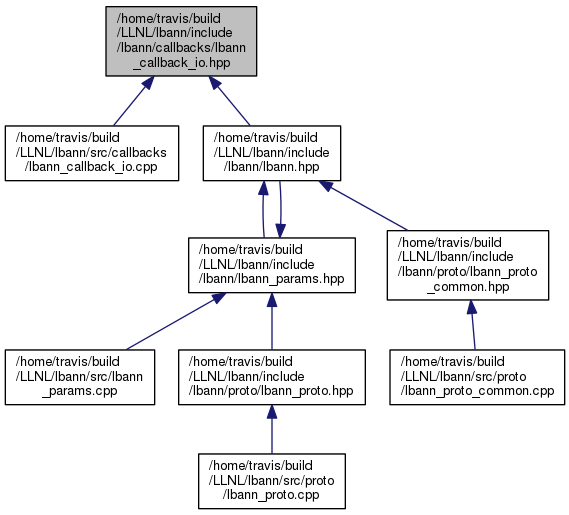 /home/travis/build
/LLNL/lbann/include
/lbann/callbacks/lbann
_callback_io.hpp
/home/travis/build
/LLNL/lbann/src/callbacks
/lbann_callback_io.cpp
/home/travis/build
/LLNL/lbann/include
/lbann/lbann.hpp
/home/travis/build
/LLNL/lbann/include
/lbann/lbann_params.hpp
/home/travis/build
/LLNL/lbann/include
/lbann/proto/lbann_proto
_common.hpp
/home/travis/build
/LLNL/lbann/src/lbann
_params.cpp
/home/travis/build
/LLNL/lbann/include
/lbann/proto/lbann_proto.hpp
/home/travis/build
/LLNL/lbann/src/proto
/lbann_proto_common.cpp
/home/travis/build
/LLNL/lbann/src/proto
/lbann_proto.cpp